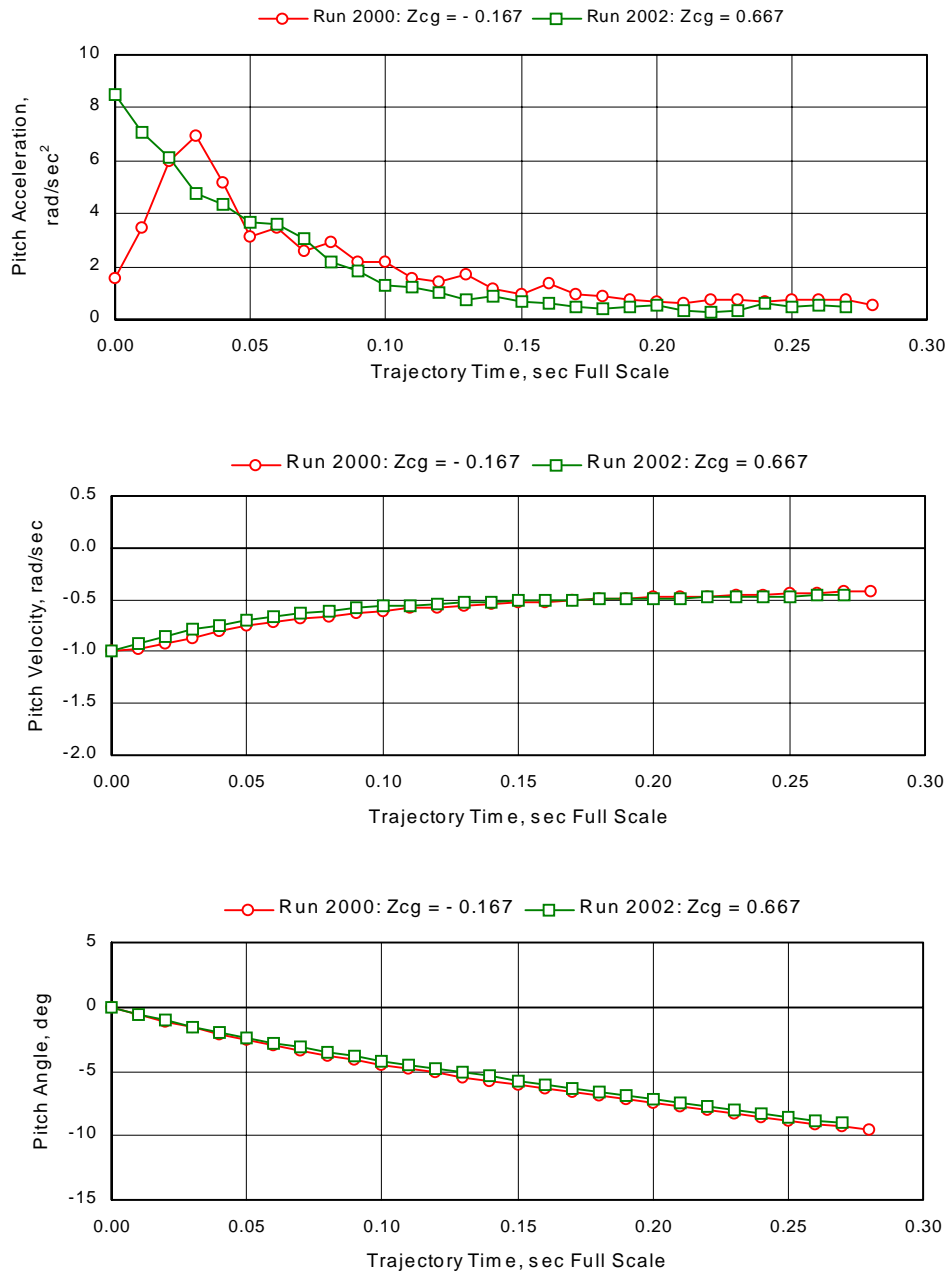 Run 2000: Zcg = - 0.167 Run 2002: Zcg = 0.667
10
8
6
4
2
0
Pitch Acceleration,
rad/sec²
0.00 0.05 0.10 0.15 0.20 0.25 0.30
Trajectory Time, sec Full Scale
Run 2000: Zcg = - 0.167 Run 2002: Zcg = 0.667
0.5
0.0
-0.5
-1.0
-1.5
-2.0
Pitch Velocity, rad/sec
0.00 0.05 0.10 0.15 0.20 0.25 0.30
Trajectory Time, sec Full Scale
Run 2000: Zcg = - 0.167 Run 2002: Zcg = 0.667
5
0
-5
-10
-15
Pitch Angle, deg
0.00 0.05 0.10 0.15 0.20 0.25 0.30
Trajectory Time, sec Full Scale